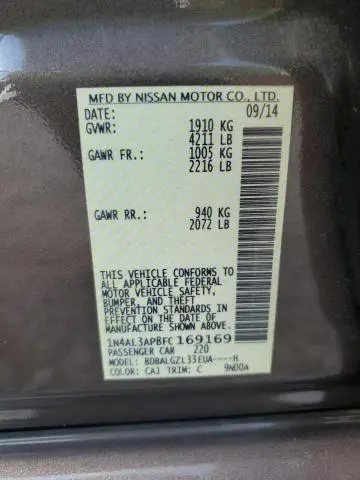 MFD BY NISSAN MOTOR CO., LTD.
DATE: 09/14
GVWR: 1910 KG
4211 LB
GAWR FR.: 1005 KG
2216 LB
GAWR RR.: 940 KG
2072 LB
THIS VEHICLE CONFORMS TO
ALL APPLICABLE FEDERAL
MOTOR VEHICLE SAFETY,
BUMPER, AND THEFT
PREVENTION STANDARDS IN
EFFECT ON THE DATE OF
MANUFACTURE SHOWN ABOVE.
1N4AL3AP8FC169169
PASSENGER CAR 220
MODEL: BDBALGZL33EUA----H
COLOR: CAJ TRIM: C 9N00A